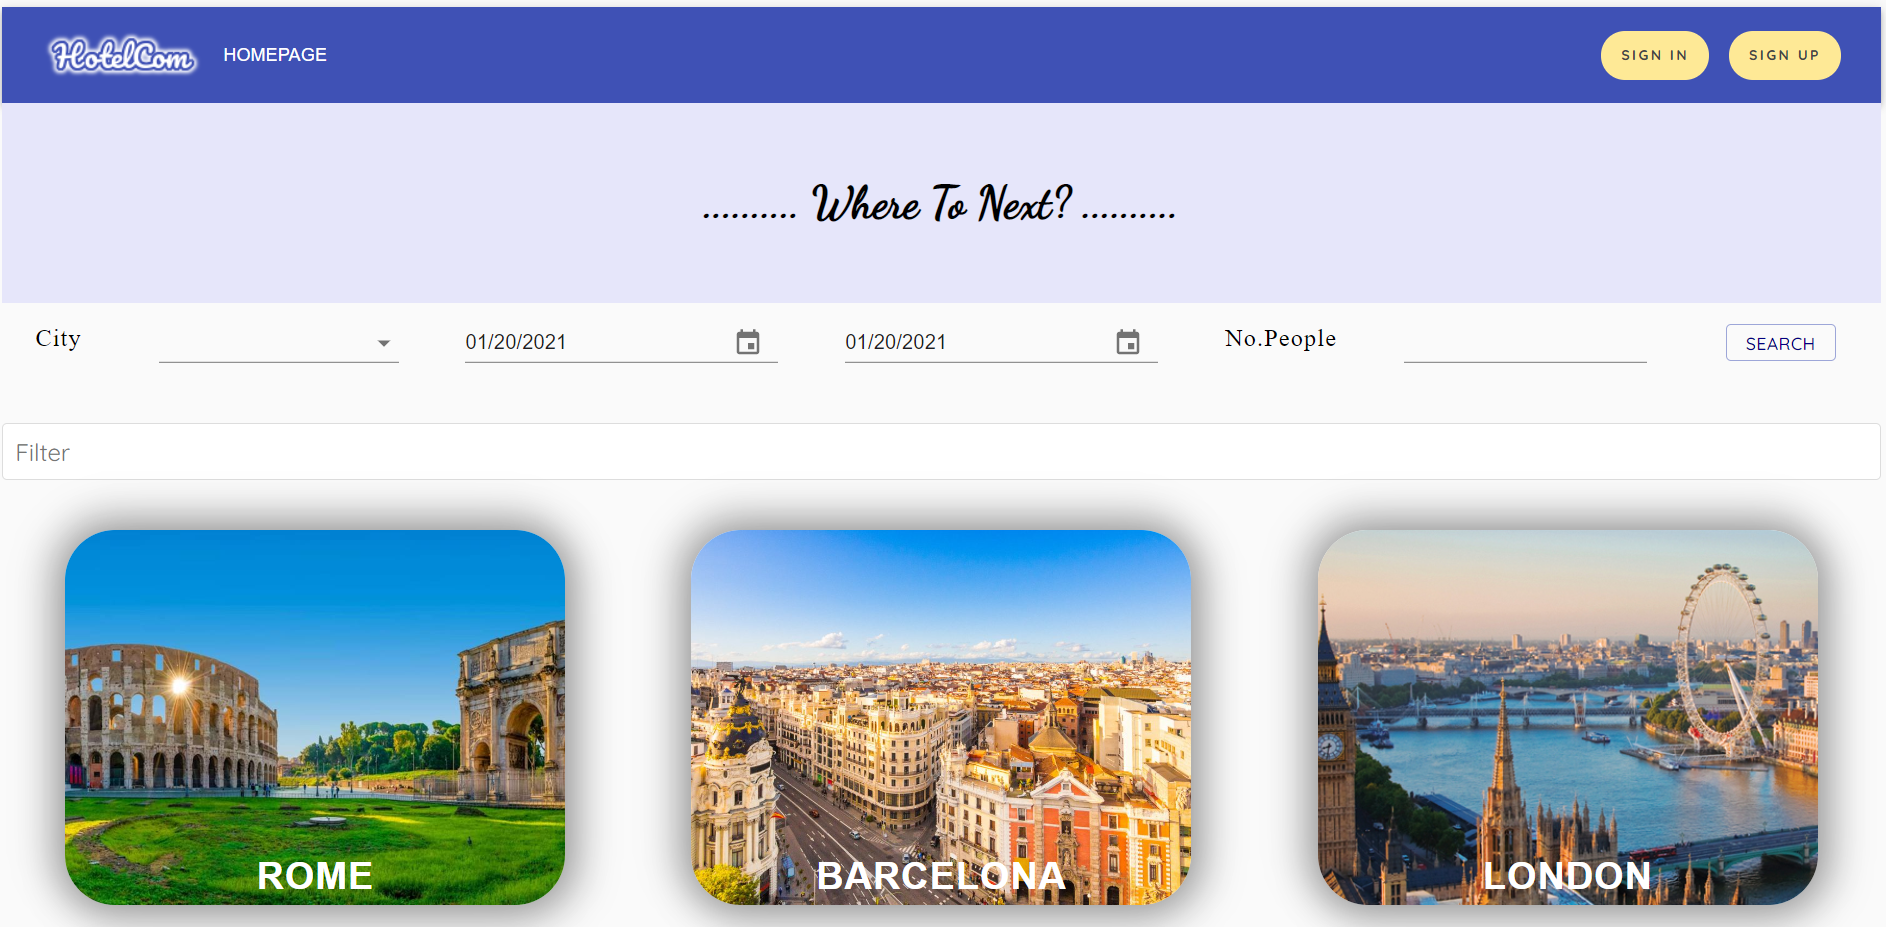 HotelCom HOMEPAGE SIGN IN SIGN UP
.......... Where To Next? ..........
City 01/20/2021 01/20/2021 No.People SEARCH
Filter
ROME BARCELONA LONDON